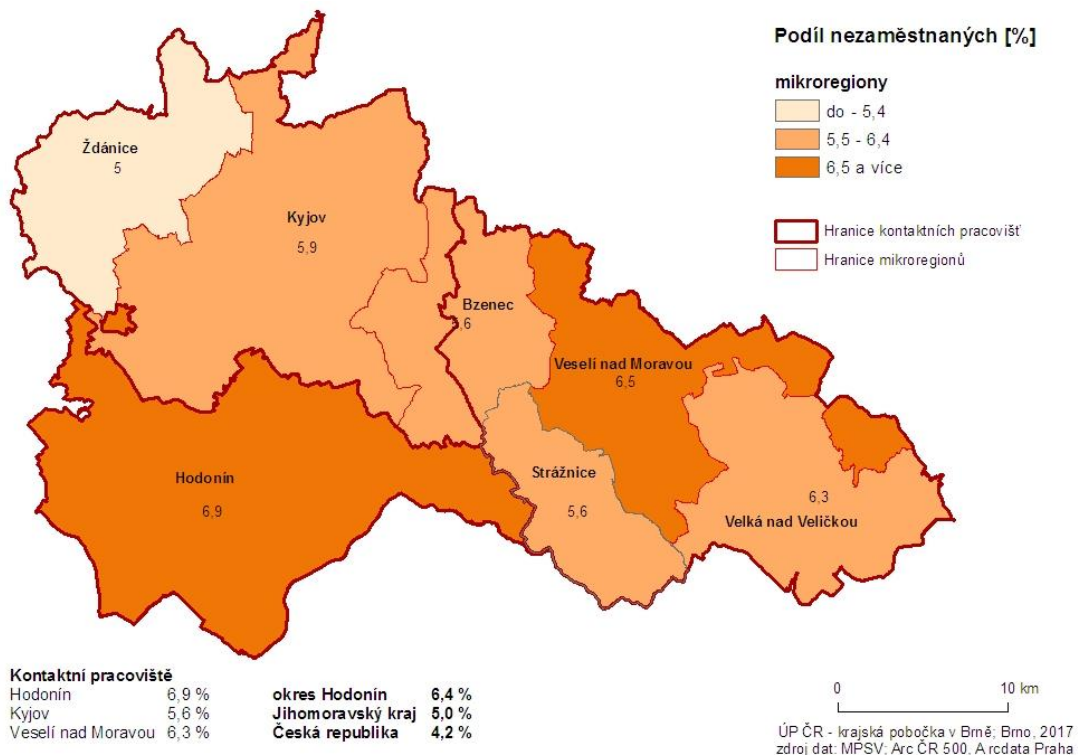 Podíl nezaměstnaných [%]
mikroregiony
do - 5,4
5,5 - 6,4
6,5 a více
Hranice kontaktních pracovišť
Hranice mikroregionů
Ždánice
5
Kyjov
5,9
Bzenec
5,6
Veselí nad Moravou
6,5
Hodonín
6,9
Strážnice
5,6
6,3
Velká nad Veličkou
Kontaktní pracoviště
Hodonín 6,9 %
Kyjov 5,6 %
Veselí nad Moravou 6,3 %
okres Hodonín 6,4 %
Jihomoravský kraj 5,0 %
Česká republika 4,2 %
0 10 km
ÚP ČR - krajská pobočka v Brně; Brno, 2017
zdroj dat: MPSV; Arc ČR 500, Arcdata Praha